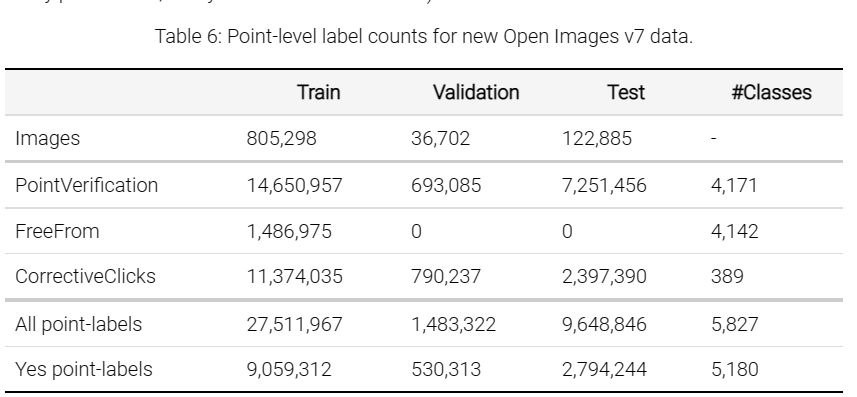 Table 6: Point-level label counts for new Open Images v7 data.
Train Validation Test #Classes
Images 805,298 36,702 122,885 -
PointVerification 14,650,957 693,085 7,251,456 4,171
FreeFrom 1,486,975 0 0 4,142
CorrectiveClicks 11,374,035 790,237 2,397,390 389
All point-labels 27,511,967 1,483,322 9,648,846 5,827
Yes point-labels 9,059,312 530,313 2,794,244 5,180